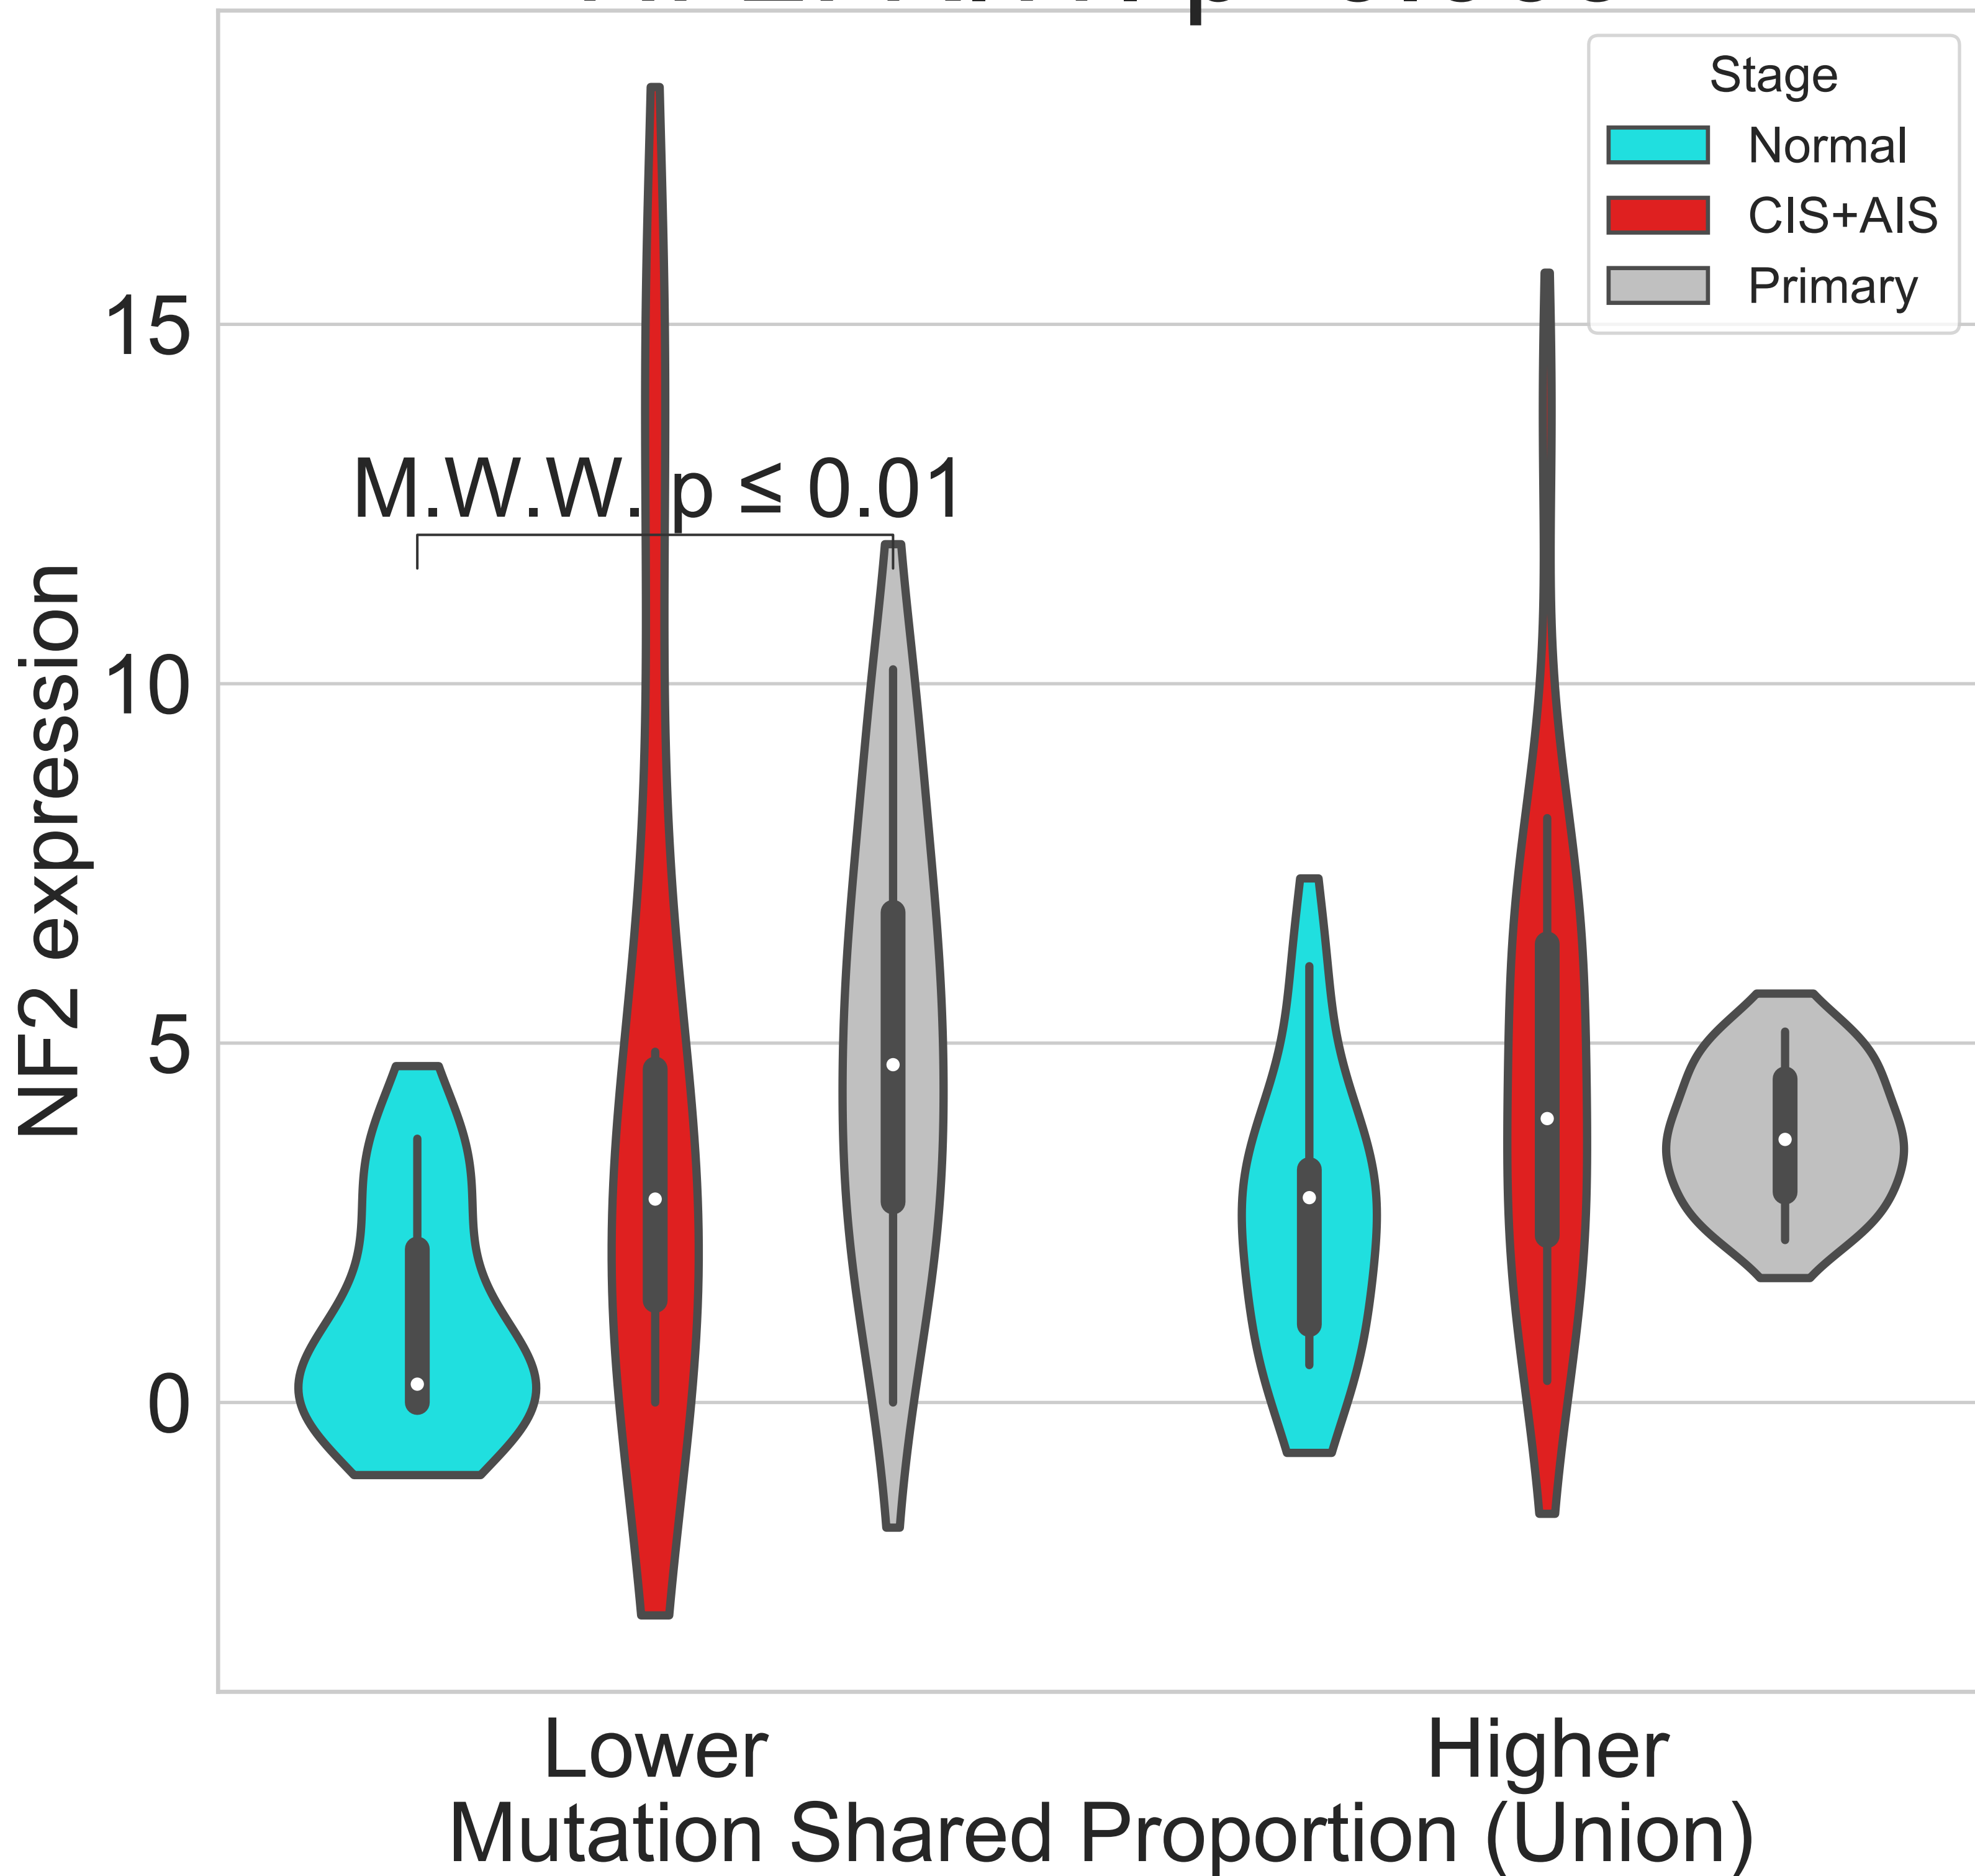 Stage
Normal
CIS+AIS
Primary
M.W.W. p ≤ 0.01
15
10
5
0
NF2 expression
Lower
Higher
Mutation Shared Proportion (Union)